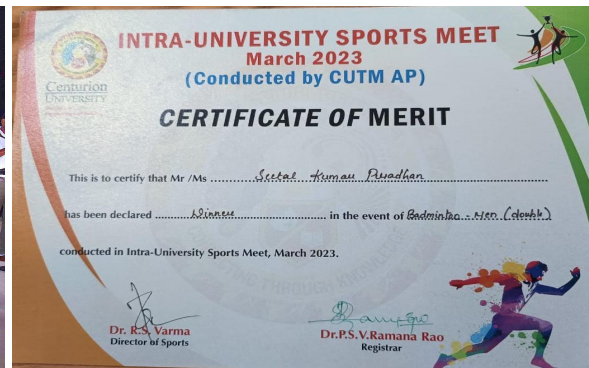 INTRA-UNIVERSITY SPORTS MEET
March 2023
(Conducted by CUTM AP)
Centurion
UNIVERSITY
CERTIFICATE OF MERIT
This is to certify that Mr /Ms ........ Seetal Kumar Pradhan ........
has been declared ........ Winner ........ in the event of Badminton - Men (double)
conducted in Intra-University Sports Meet, March 2023.
Dr. R.S. Varma
Director of Sports
Dr.P.S.V.Ramana Rao
Registrar